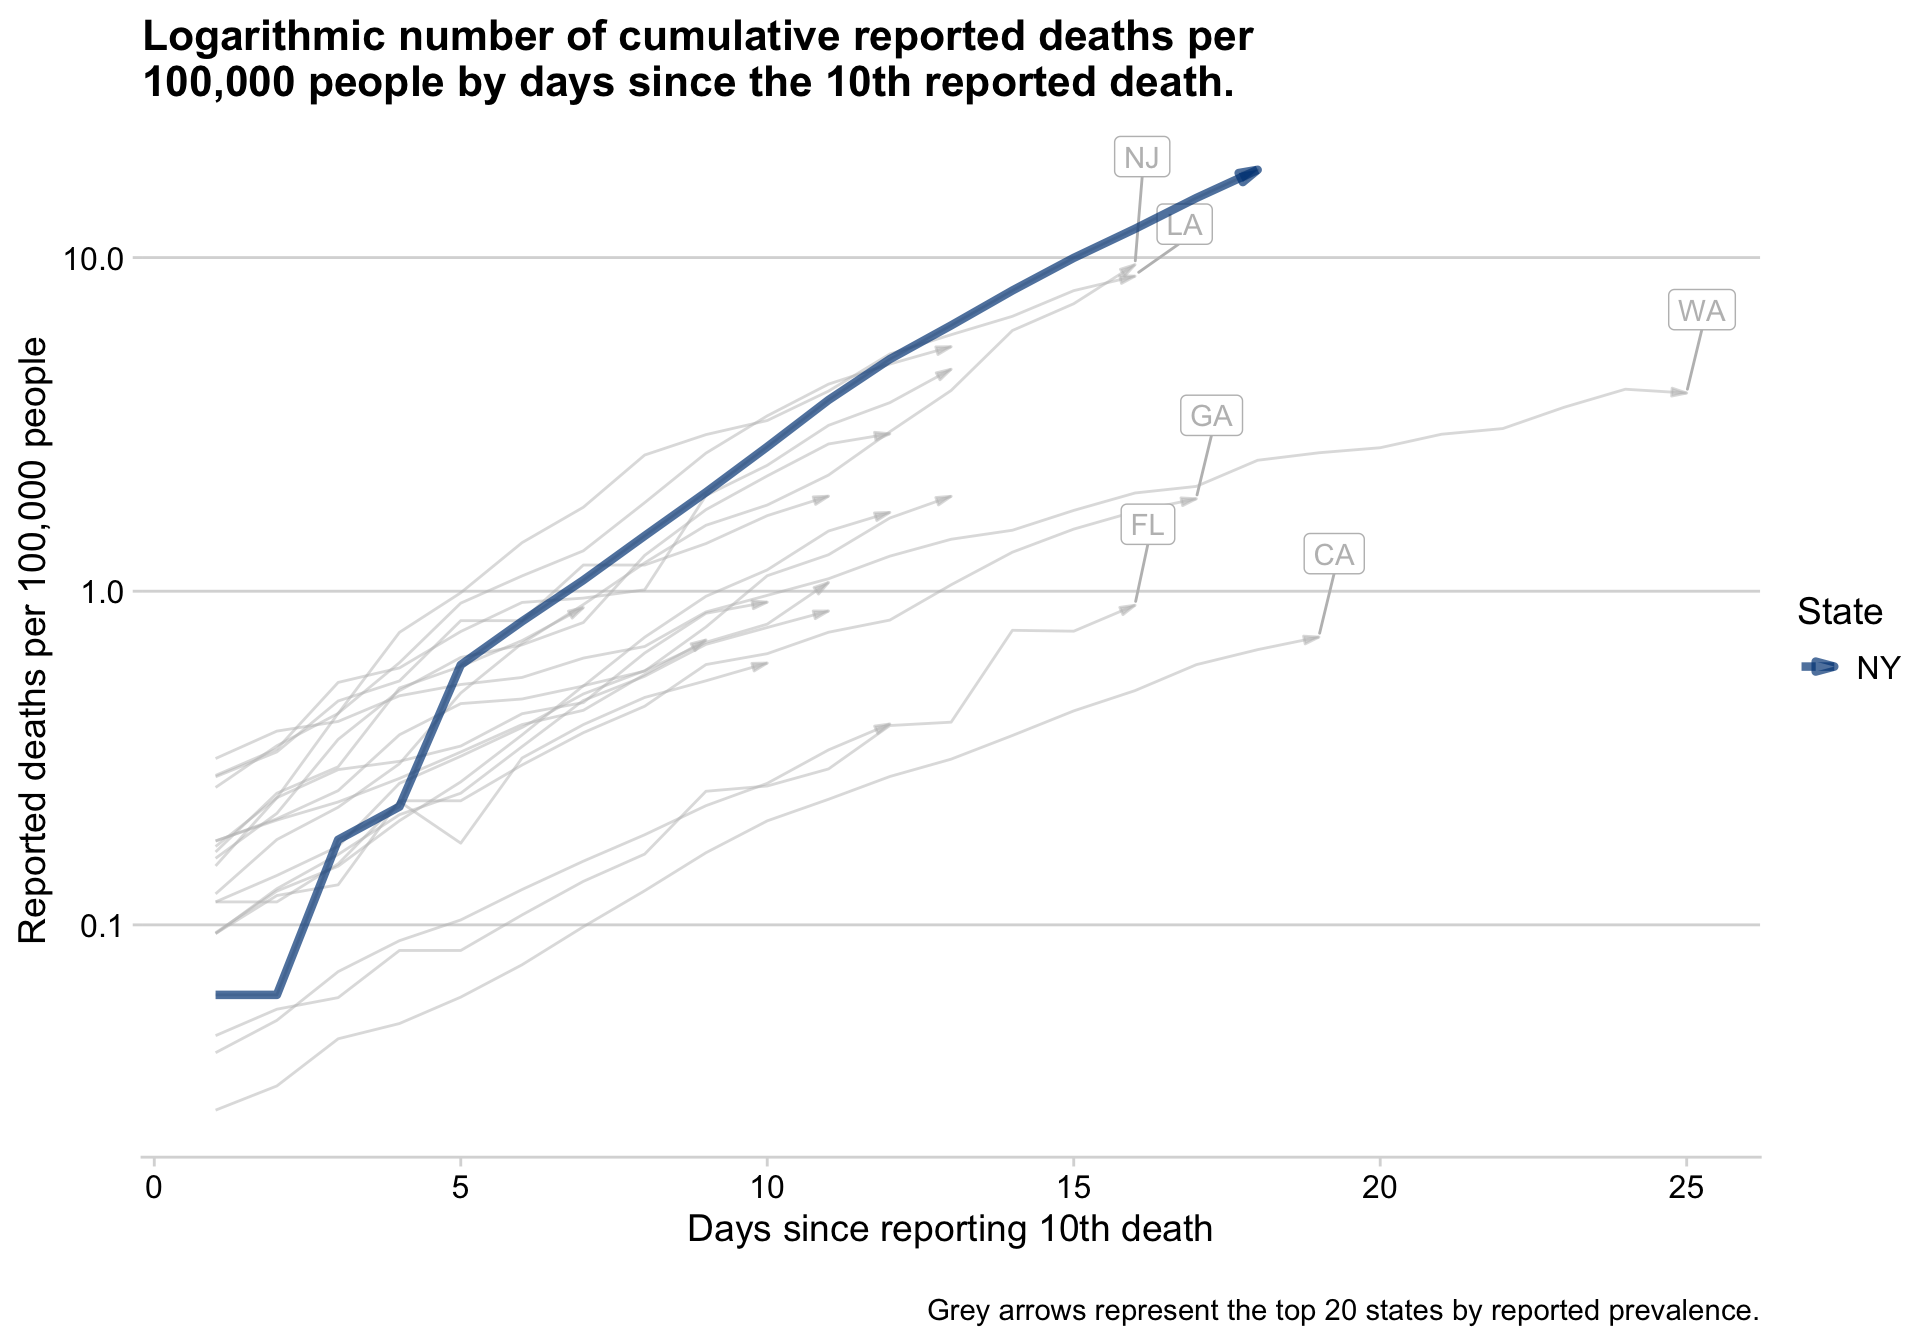 Logarithmic number of cumulative reported deaths per
100,000 people by days since the 10th reported death.
NJ
LA
WA
GA
FL
CA
10.0
1.0
0.1
Reported deaths per 100,000 people
State
NY
0 5 10 15 20 25
Days since reporting 10th death
Grey arrows represent the top 20 states by reported prevalence.